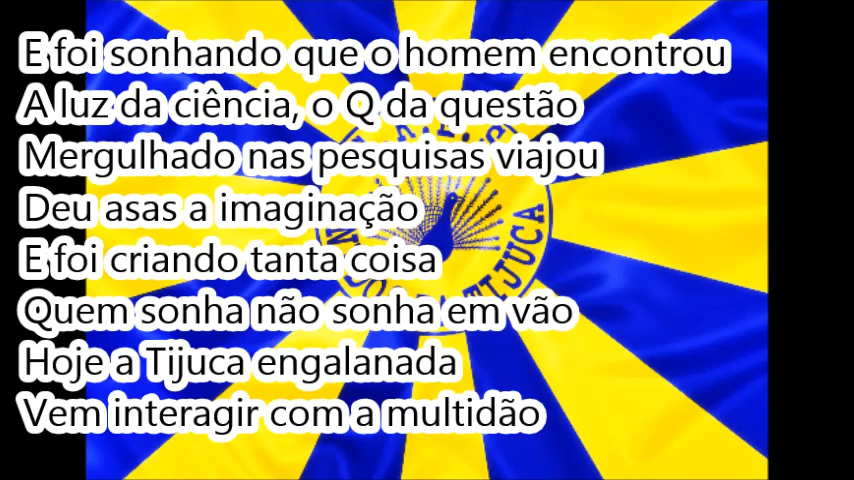 E foi sonhando que o homem encontrou
A luz da ciência, o Q da questão
Mergulhado nas pesquisas viajou
Deu asas a imaginação
E foi criando tanta coisa
Quem sonha não sonha em vão
Hoje a Tijuca engalanada
Vem interagir com a multidão
TIJUCA